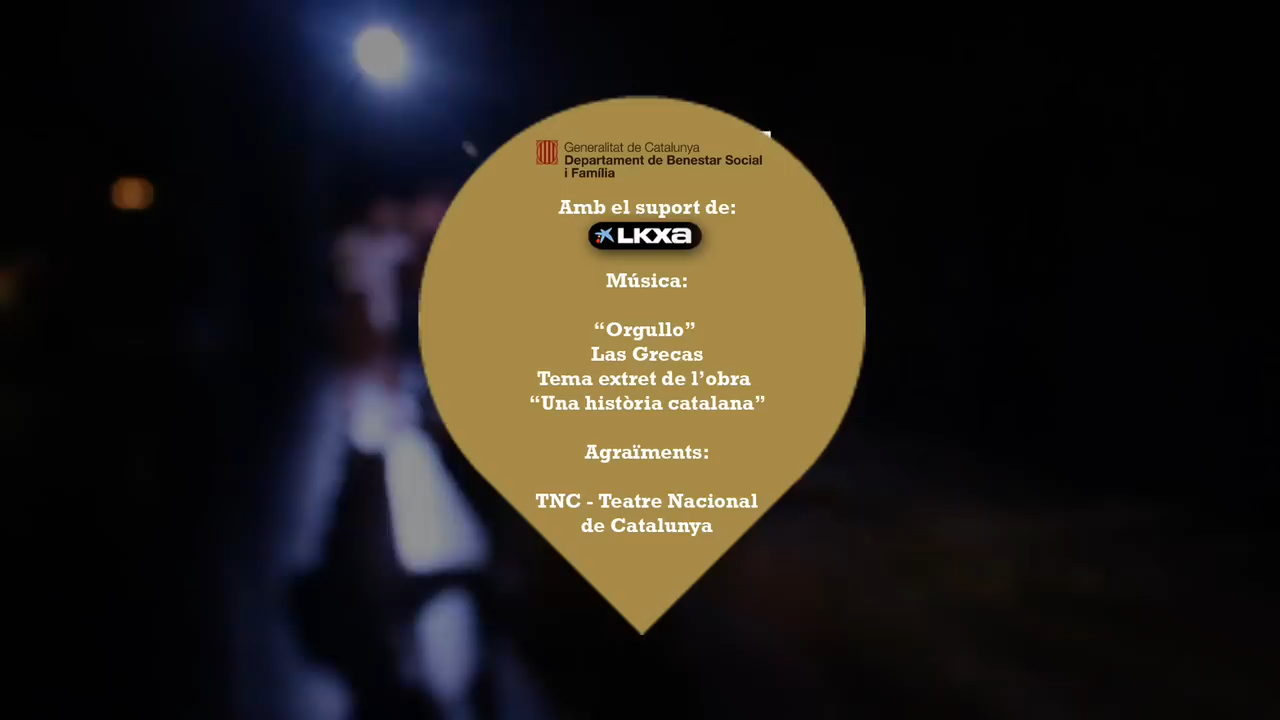 Generalitat de Catalunya
Departament de Benestar Social
i Família
Amb el suport de:
LKXa
Música:
“Orgullo”
Las Grecas
Tema extret de l’obra
“Una història catalana”
Agraïments:
TNC - Teatre Nacional
de Catalunya